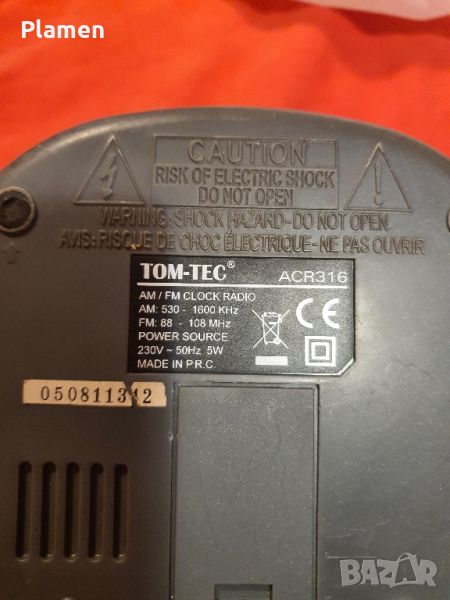 Plamen
CAUTION
RISK OF ELECTRIC SHOCK
DO NOT OPEN
WARNING: SHOCK HAZARD-DO NOT OPEN
AVIS: RISQUE DE CHOC ÉLECTRIQUE-NE PAS OUVRIR
TOM-TEC® ACR316
AM / FM CLOCK RADIO
AM: 530 - 1600 KHz
FM: 88 - 108 MHz
POWER SOURCE
230V ~ 50Hz 5W
MADE IN P.R.C.
CE
BAZAR